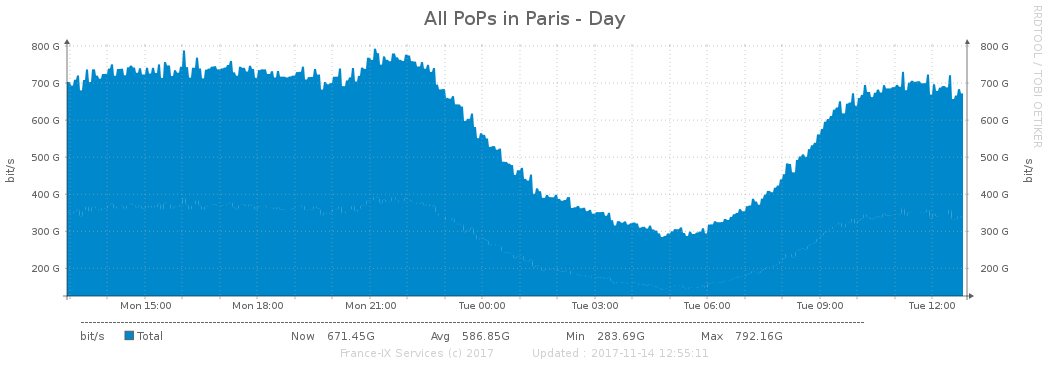 All PoPs in Paris - Day
RRDTOOL / TOBI OETIKER
800 G 800 G
700 G 700 G
600 G 600 G
500 G 500 G
400 G 400 G
300 G 300 G
200 G 200 G
bit/s bit/s
Mon 15:00 Mon 18:00 Mon 21:00 Tue 00:00 Tue 03:00 Tue 06:00 Tue 09:00 Tue 12:00
bit/s Total Now 671.45G Avg 586.85G Min 283.69G Max 792.16G
France-IX Services (c) 2017 Updated : 2017-11-14 12:55:11